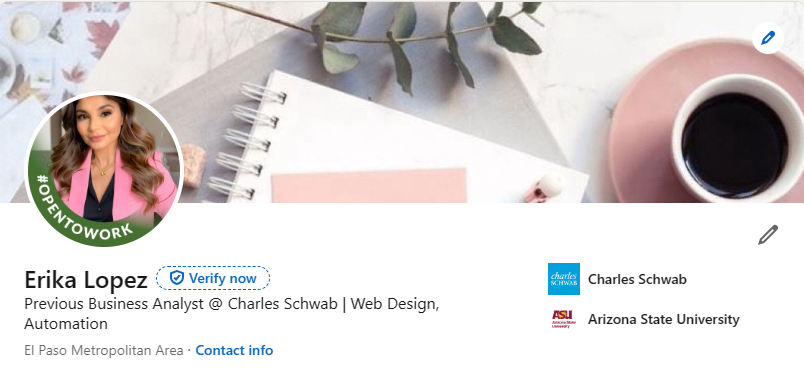 #OPENTOWORK
Erika Lopez Verify now
Previous Business Analyst @ Charles Schwab | Web Design,
Automation
El Paso Metropolitan Area · Contact info
charles
SCHWAB
Charles Schwab
ASU
Arizona State
University
Arizona State University